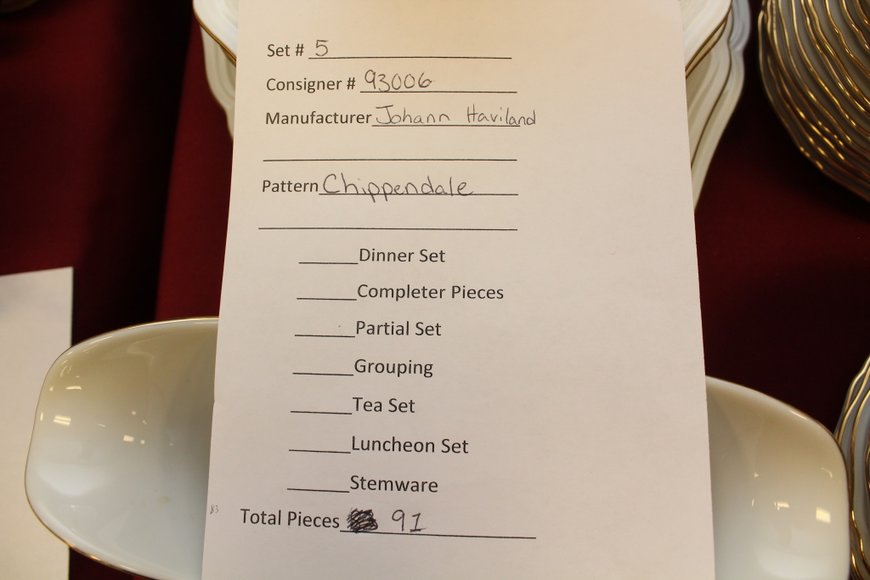 Set # 5
Consigner # 93006
Manufacturer Johann Haviland
Pattern Chippendale
Dinner Set
Completer Pieces
Partial Set
Grouping
Tea Set
Luncheon Set
Stemware
Total Pieces 91